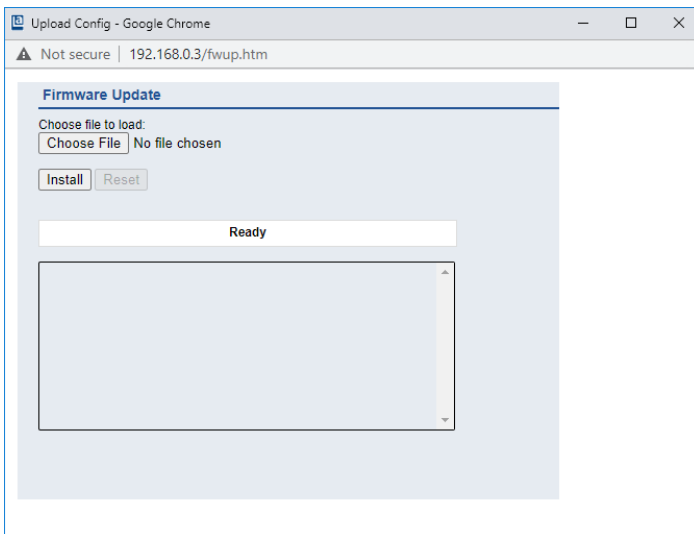 Upload Config - Google Chrome
Not secure | 192.168.0.3/fwup.htm
Firmware Update
Choose file to load:
Choose File No file chosen
Install Reset
Ready